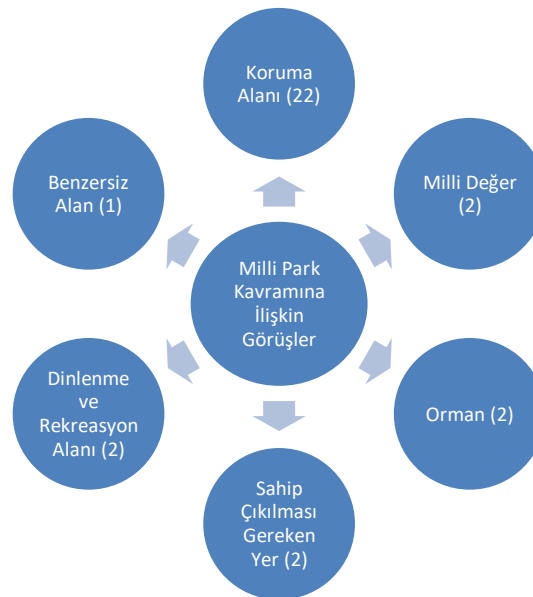 Koruma
Alanı (22)
Benzersiz
Alan (1)
Milli Değer
(2)
Milli Park
Kavramına
İlişkin
Görüşler
Dinlenme
ve
Rekreasyon
Alanı (2)
Orman (2)
Sahip
Çıkılması
Gereken
Yer (2)